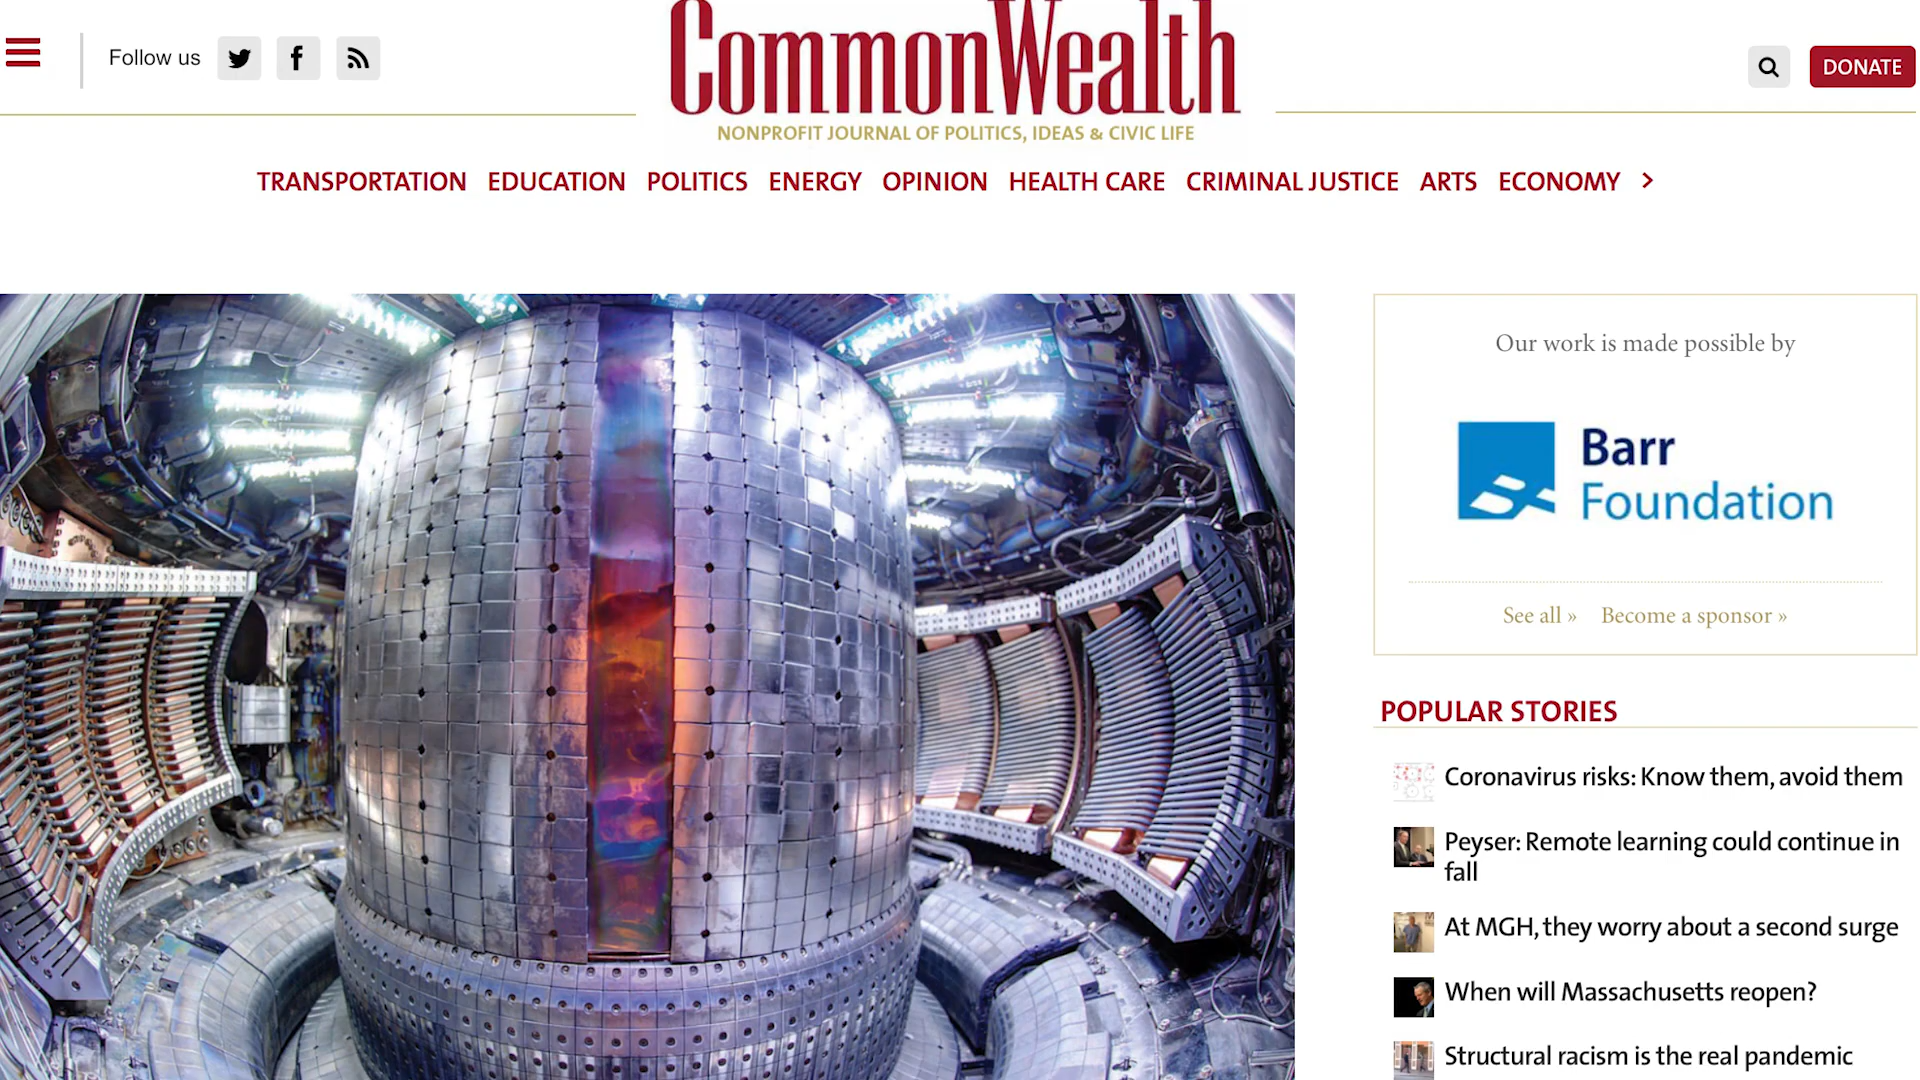 Follow us
CommonWealth
NONPROFIT JOURNAL OF POLITICS, IDEAS & CIVIC LIFE
DONATE
TRANSPORTATION EDUCATION POLITICS ENERGY OPINION HEALTH CARE CRIMINAL JUSTICE ARTS ECONOMY >
Our work is made possible by
Barr
Foundation
See all » Become a sponsor »
POPULAR STORIES
Coronavirus risks: Know them, avoid them
Peyser: Remote learning could continue in
fall
At MGH, they worry about a second surge
When will Massachusetts reopen?
Structural racism is the real pandemic